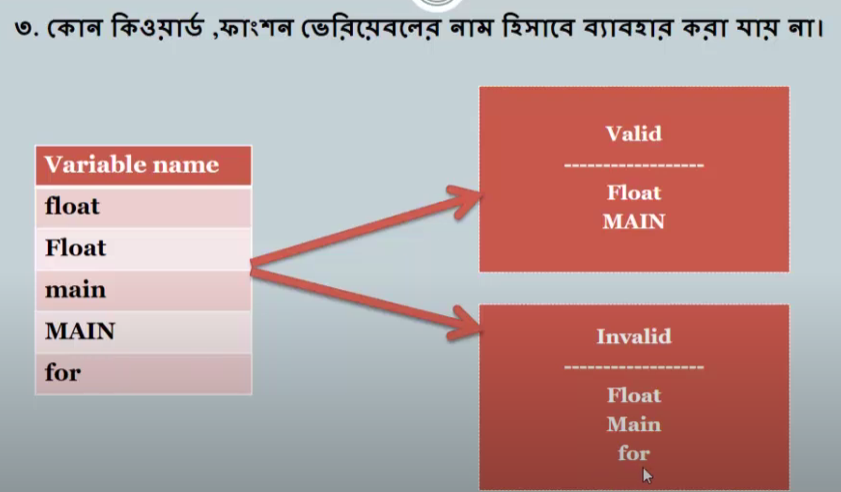 ৩. কোন কিওয়ার্ড ,ফাংশন ভেরিয়েবলের নাম হিসাবে ব্যাবহার করা যায় না।
Variable name
float
Float
main
MAIN
for
Valid
------------------
Float
MAIN
Invalid
------------------
Float
Main
for